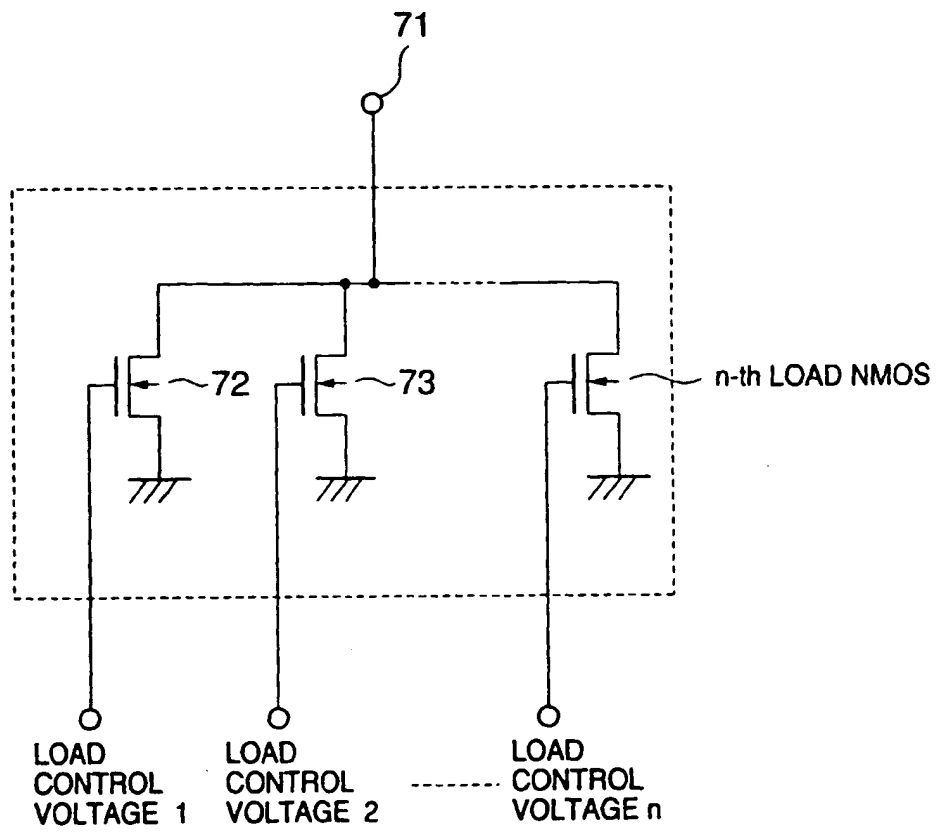 71
72
73
n-th LOAD NMOS
LOAD
CONTROL
VOLTAGE 1
LOAD
CONTROL
VOLTAGE 2
LOAD
CONTROL
VOLTAGE n